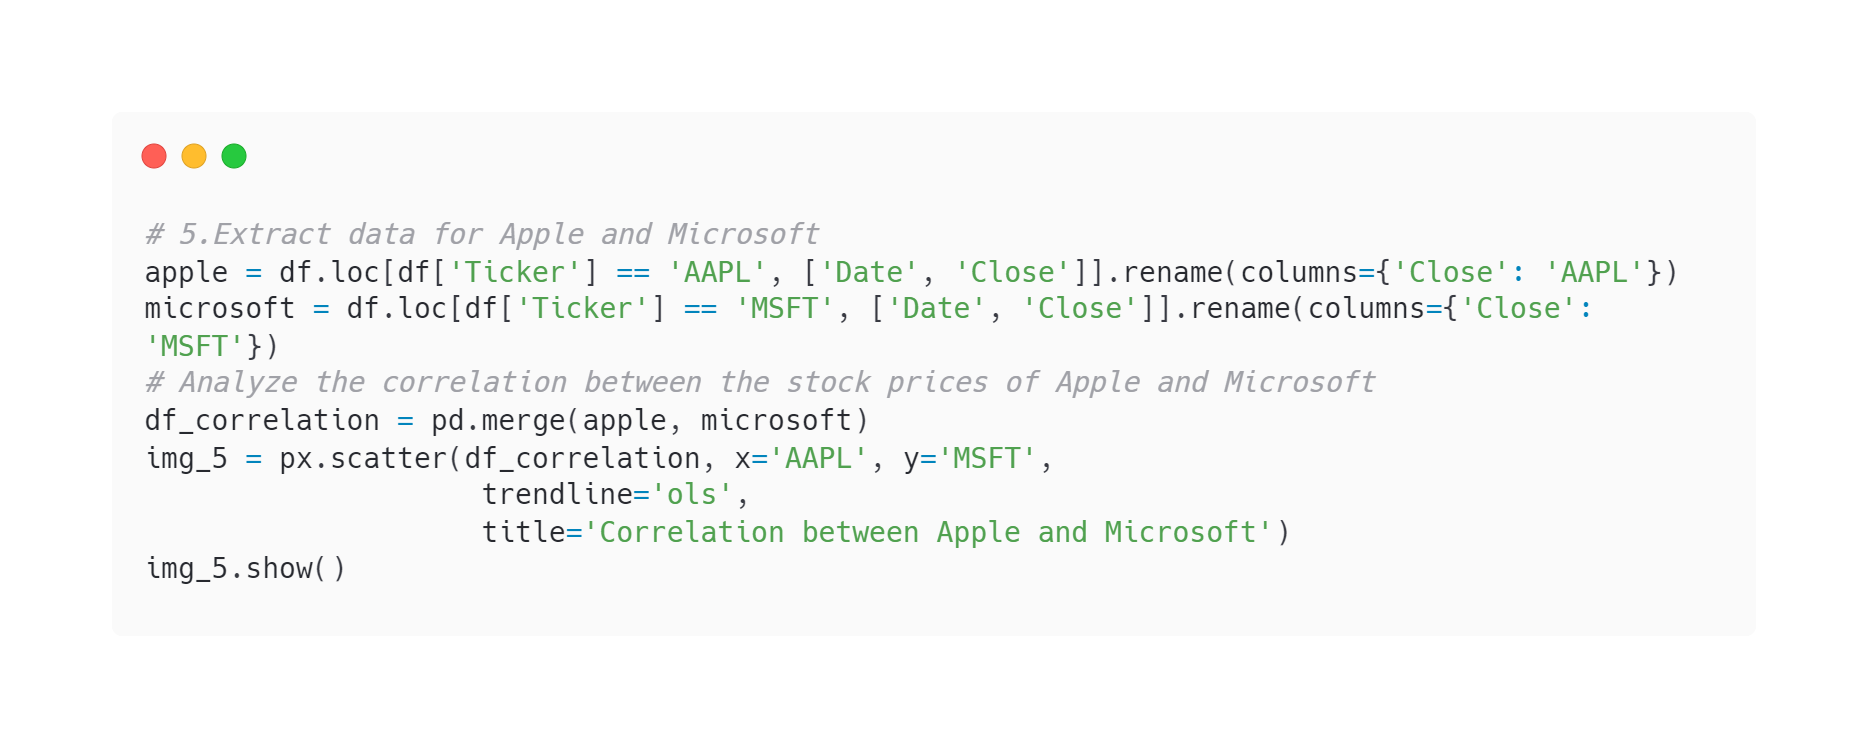 # 5.Extract data for Apple and Microsoft
apple = df.loc[df['Ticker'] == 'AAPL', ['Date', 'Close']].rename(columns={'Close': 'AAPL'})
microsoft = df.loc[df['Ticker'] == 'MSFT', ['Date', 'Close']].rename(columns={'Close':
'MSFT'})
# Analyze the correlation between the stock prices of Apple and Microsoft
df_correlation = pd.merge(apple, microsoft)
img_5 = px.scatter(df_correlation, x='AAPL', y='MSFT',
                    trendline='ols',
                    title='Correlation between Apple and Microsoft')
img_5.show()